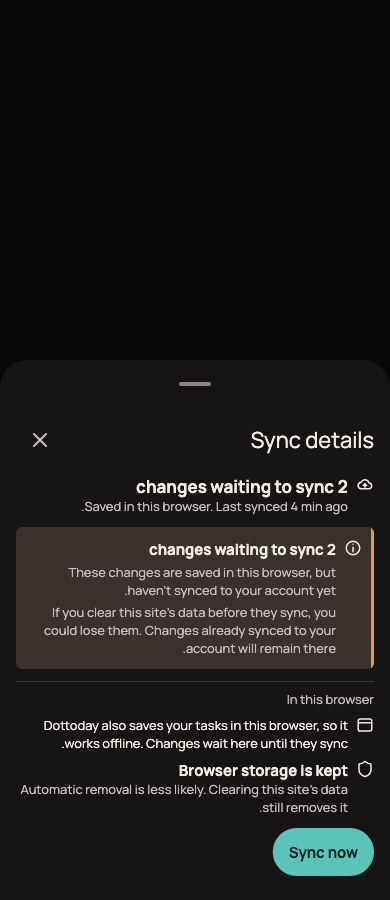 Sync details
changes waiting to sync 2
.Saved in this browser. Last synced 4 min ago
changes waiting to sync 2
These changes are saved in this browser, but
.haven't synced to your account yet
If you clear this site's data before they sync, you
could lose them. Changes already synced to your
.account will remain there
In this browser
Dottoday also saves your tasks in this browser, so it
.works offline. Changes wait here until they sync
Browser storage is kept
Automatic removal is less likely. Clearing this site's data
.still removes it
Sync now